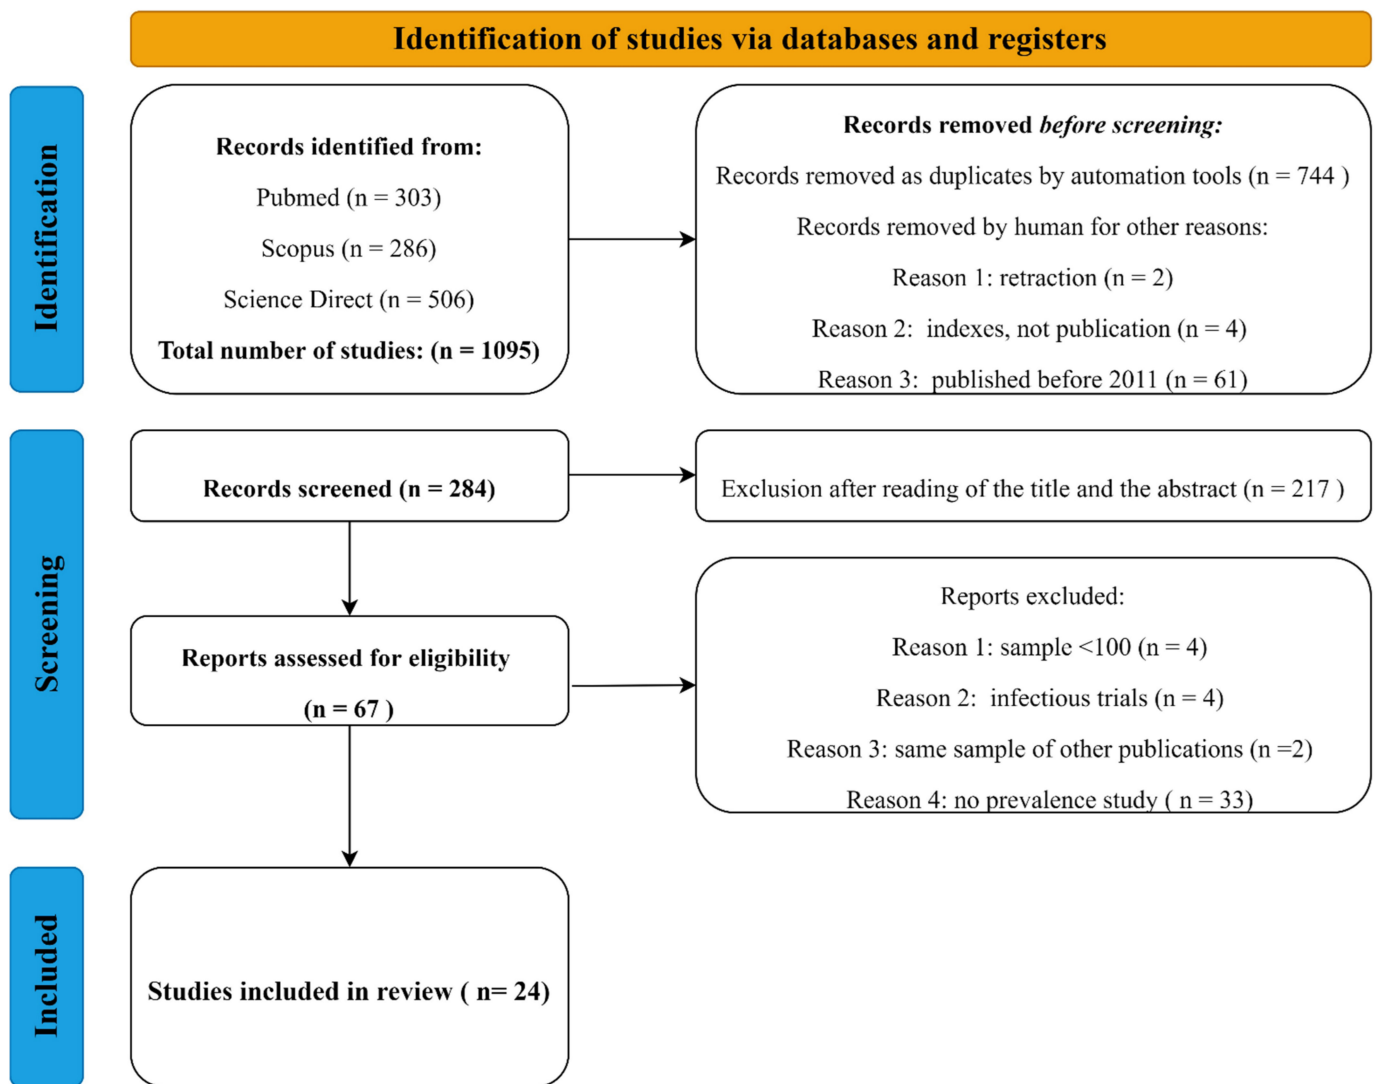 Identification of studies via databases and registers
Identification
Records identified from:
Pubmed (n = 303)
Scopus (n = 286)
Science Direct (n = 506)
Total number of studies: (n = 1095)
Records removed before screening:
Records removed as duplicates by automation tools (n = 744 )
Records removed by human for other reasons:
Reason 1: retraction (n = 2)
Reason 2:  indexes, not publication (n = 4)
Reason 3:  published before 2011 (n = 61)
Screening
Records screened (n = 284)
Exclusion after reading of the title and the abstract (n = 217 )
Reports assessed for eligibility
(n = 67 )
Reports excluded:
Reason 1: sample <100 (n = 4)
Reason 2:  infectious trials (n = 4)
Reason 3: same sample of other publications (n =2)
Reason 4: no prevalence study ( n = 33)
Included
Studies included in review ( n= 24)